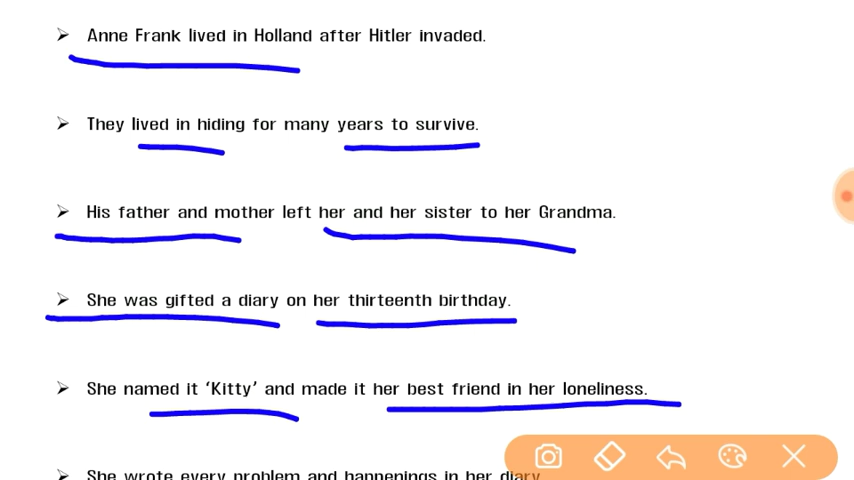 ➢ Anne Frank lived in Holland after Hitler invaded.
➢ They lived in hiding for many years to survive.
➢ His father and mother left her and her sister to her Grandma.
➢ She was gifted a diary on her thirteenth birthday.
➢ She named it ‘Kitty’ and made it her best friend in her loneliness.
➢ She wrote every problem and happenings in her diary